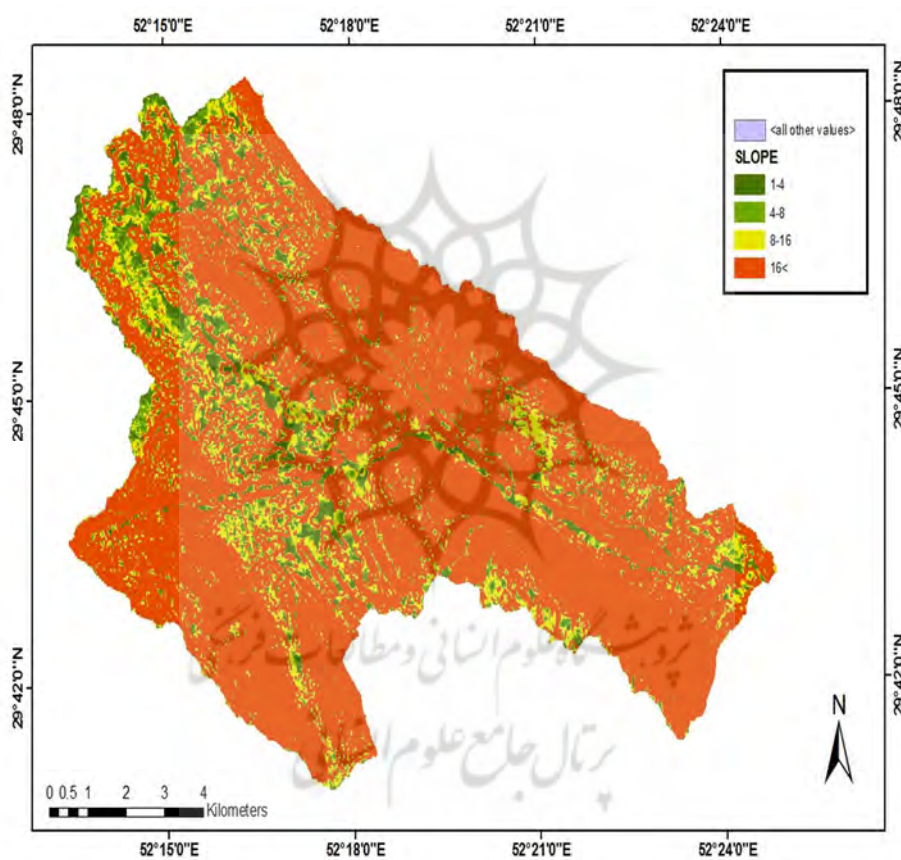 52°15'0"E 52°18'0"E 52°21'0"E 52°24'0"E
29°48'0"N 29°48'0"N
<all other values>
SLOPE
1-4
4-8
8-16
16<
29°45'0"N 29°45'0"N
پژوهشگاه علوم انسانی و مطالعات فرهنگی
29°42'0"N 29°42'0"N
پرتال جامع علوم انسانی
N
0 0.5 1 2 3 4
Kilometers
52°15'0"E 52°18'0"E 52°21'0"E 52°24'0"E